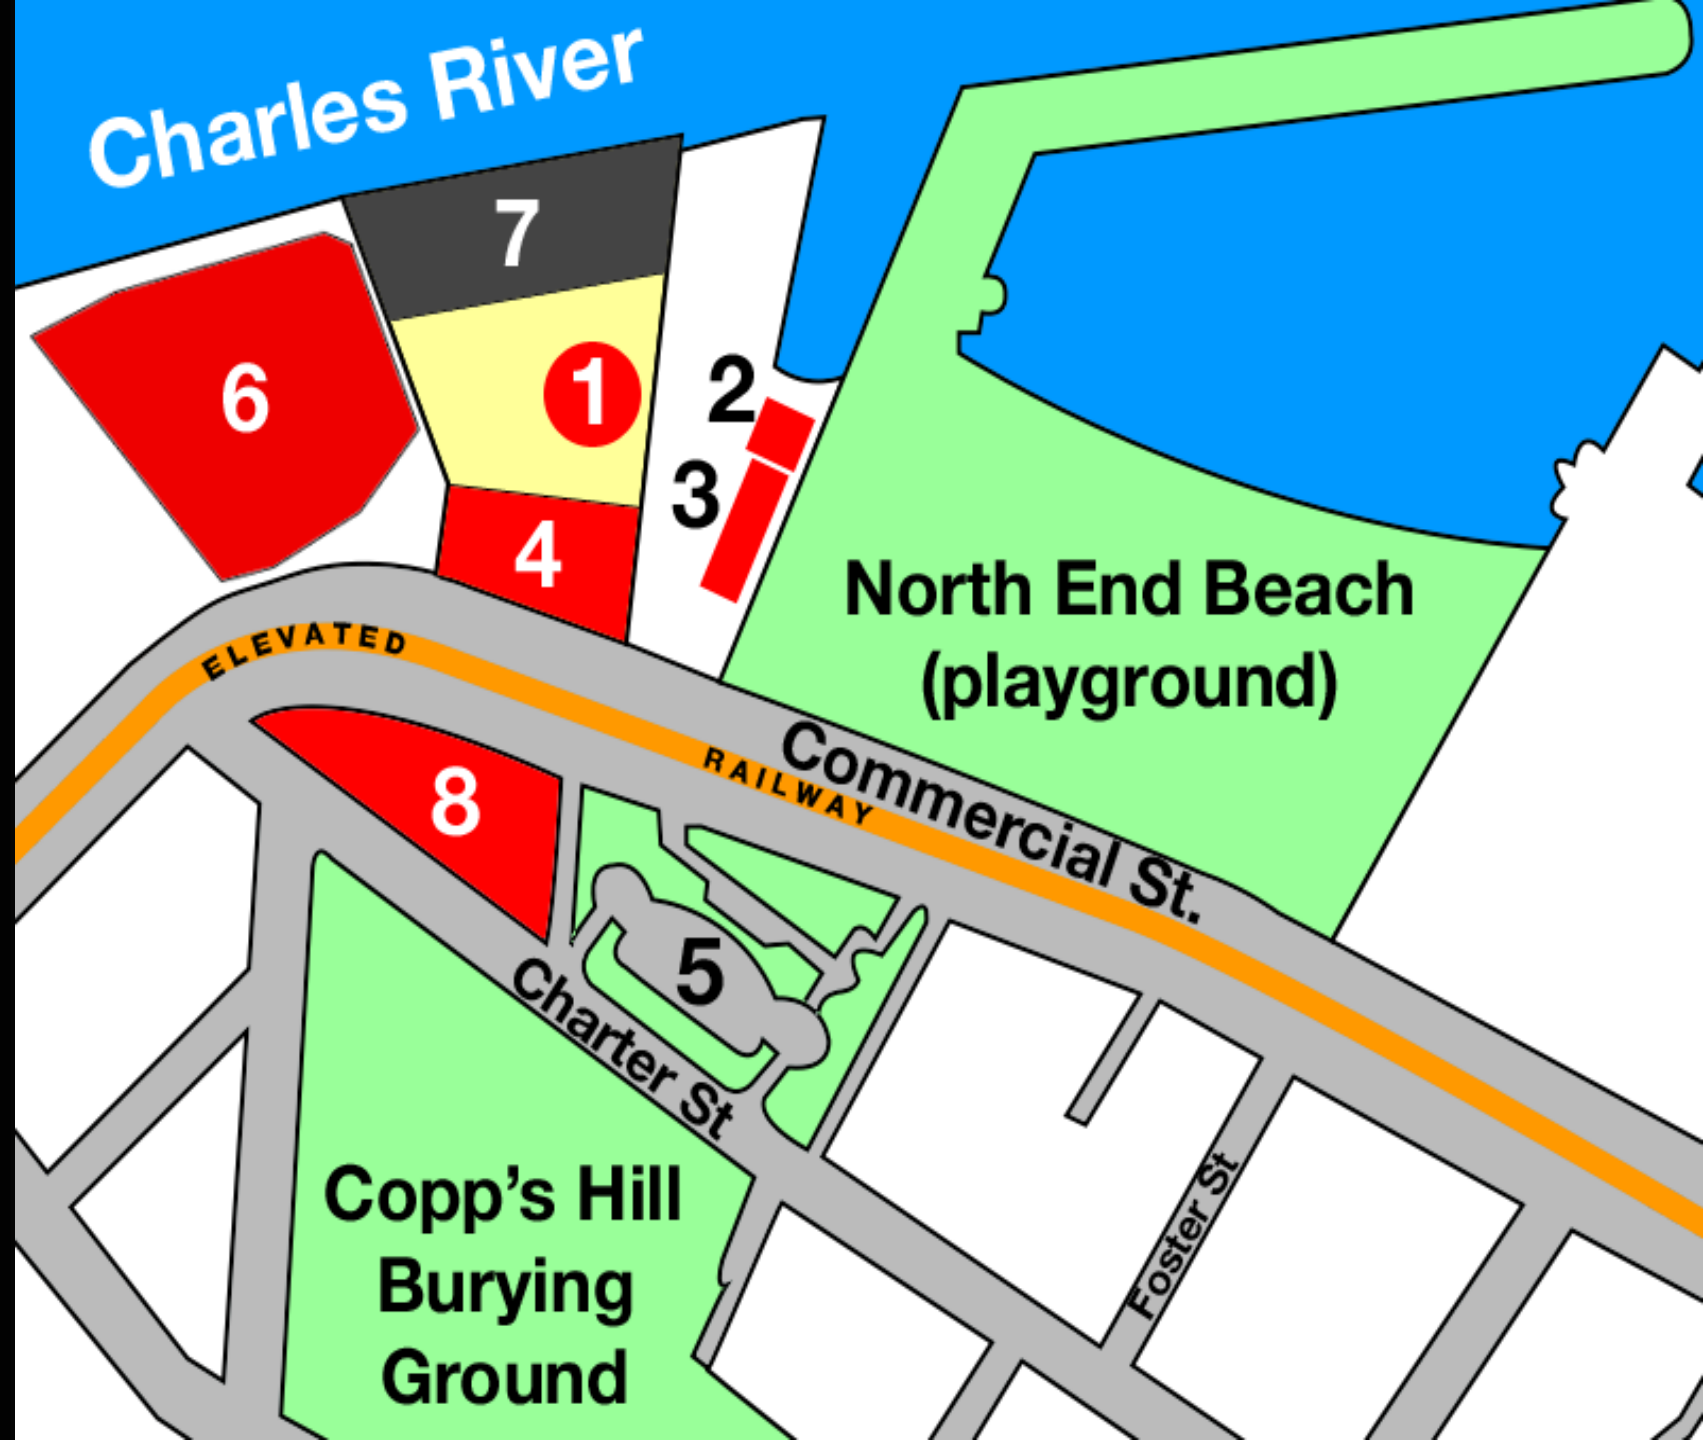 Charles River
7
6
1
2
3
4
North End Beach
(playground)
ELEVATED
RAILWAY
Commercial St.
8
5
Charter St
Copp’s Hill
Burying
Ground
Foster St